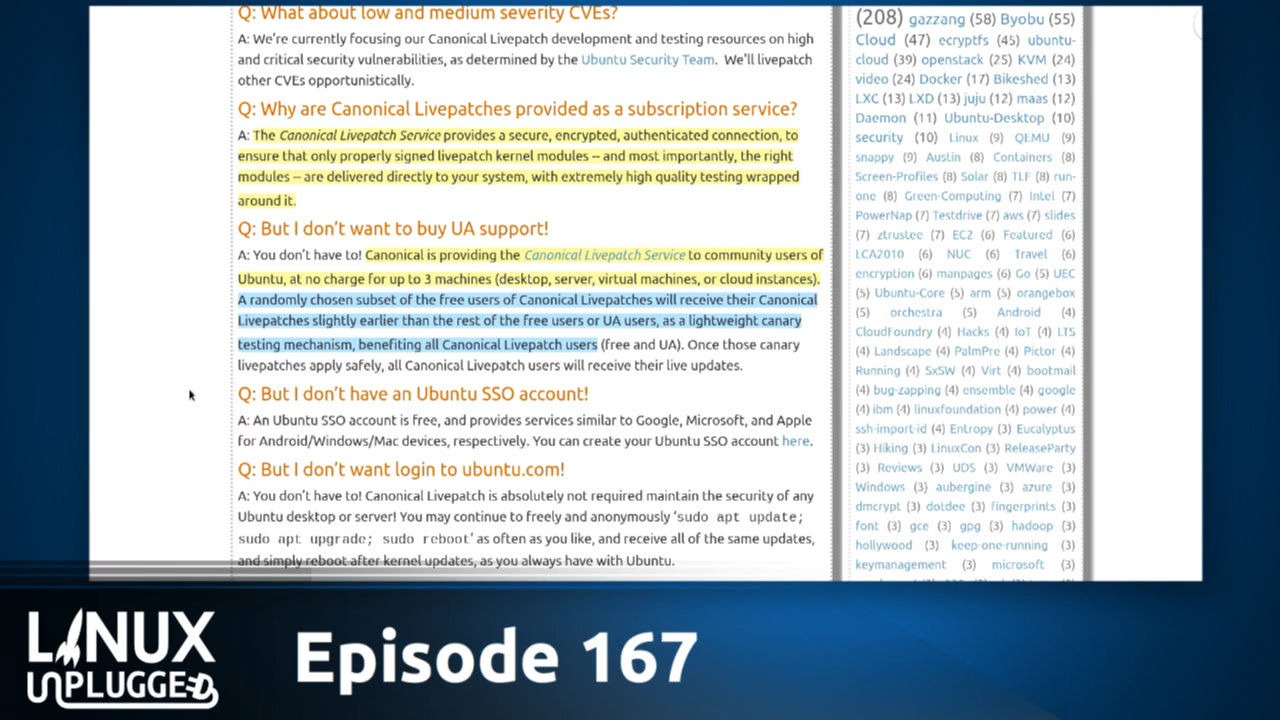 Q: What about low and medium severity CVEs?
A: We're currently focusing our Canonical Livepatch development and testing resources on high
and critical security vulnerabilities, as determined by the Ubuntu Security Team. We'll livepatch
other CVEs opportunistically.
Q: Why are Canonical Livepatches provided as a subscription service?
A: The Canonical Livepatch Service provides a secure, encrypted, authenticated connection, to
ensure that only properly signed livepatch kernel modules -- and most importantly, the right
modules -- are delivered directly to your system, with extremely high quality testing wrapped
around it.
Q: But I don't want to buy UA support!
A: You don't have to! Canonical is providing the Canonical Livepatch Service to community users of
Ubuntu, at no charge for up to 3 machines (desktop, server, virtual machines, or cloud instances).
A randomly chosen subset of the free users of Canonical Livepatches will receive their Canonical
Livepatches slightly earlier than the rest of the free users or UA users, as a lightweight canary
testing mechanism, benefiting all Canonical Livepatch users (free and UA). Once those canary
livepatches apply safely, all Canonical Livepatch users will receive their live updates.
Q: But I don't have an Ubuntu SSO account!
A: An Ubuntu SSO account is free, and provides services similar to Google, Microsoft, and Apple
for Android/Windows/Mac devices, respectively. You can create your Ubuntu SSO account here.
Q: But I don't want login to ubuntu.com!
A: You don't have to! Canonical Livepatch is absolutely not required maintain the security of any
Ubuntu desktop or server! You may continue to freely and anonymously 'sudo apt update;
sudo apt upgrade; sudo reboot' as often as you like, and receive all of the same updates,
and simply reboot after kernel updates, as you always have with Ubuntu.
(208) gazzang (58) Byobu (55)
Cloud (47) ecryptfs (45) ubuntu-
cloud (39) openstack (25) KVM (24)
video (24) Docker (17) Bikeshed (13)
LXC (13) LXD (13) juju (12) maas (12)
Daemon (11) Ubuntu-Desktop (10)
security (10) Linux (9) QEMU (9)
snappy (9) Austin (8) Containers (8)
Screen-Profiles (8) Solar (8) TLF (8) run-
one (8) Green-Computing (7) Intel (7)
PowerNap (7) Testdrive (7) aws (7) slides
(7) ztrustee (7) EC2 (6) Featured (6)
LCA2010 (6) NUC (6) Travel (6)
encryption (6) manpages (6) Go (5) UEC
(5) Ubuntu-Core (5) arm (5) orangebox
(5) orchestra (5) Android (4)
CloudFoundry (4) Hacks (4) IoT (4) LTS
(4) Landscape (4) PalmPre (4) Pictor (4)
Running (4) SxSW (4) Virt (4) bootmail
(4) bug-zapping (4) ensemble (4) google
(4) ibm (4) linuxfoundation (4) power (4)
ssh-import-id (4) Entropy (3) Eucalyptus
(3) Hiking (3) LinuxCon (3) ReleaseParty
(3) Reviews (3) UDS (3) VMWare (3)
Windows (3) aubergine (3) azure (3)
dmcrypt (3) dotdee (3) fingerprints (3)
font (3) gce (3) gpg (3) hadoop (3)
hollywood (3) keep-one-running (3)
keymanagement (3) microsoft (3)
LINUX
UNPLUGGED
Episode 167